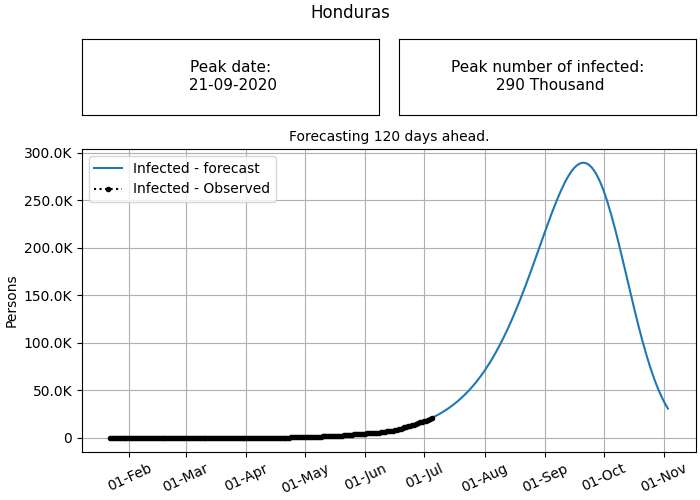 Honduras
Peak date:
21-09-2020
Peak number of infected:
290 Thousand
Forecasting 120 days ahead.
Infected - forecast
Infected - Observed
300.0K
250.0K
200.0K
150.0K
100.0K
50.0K
0
Persons
01-Feb
01-Mar
01-Apr
01-May
01-Jun
01-Jul
01-Aug
01-Sep
01-Oct
01-Nov